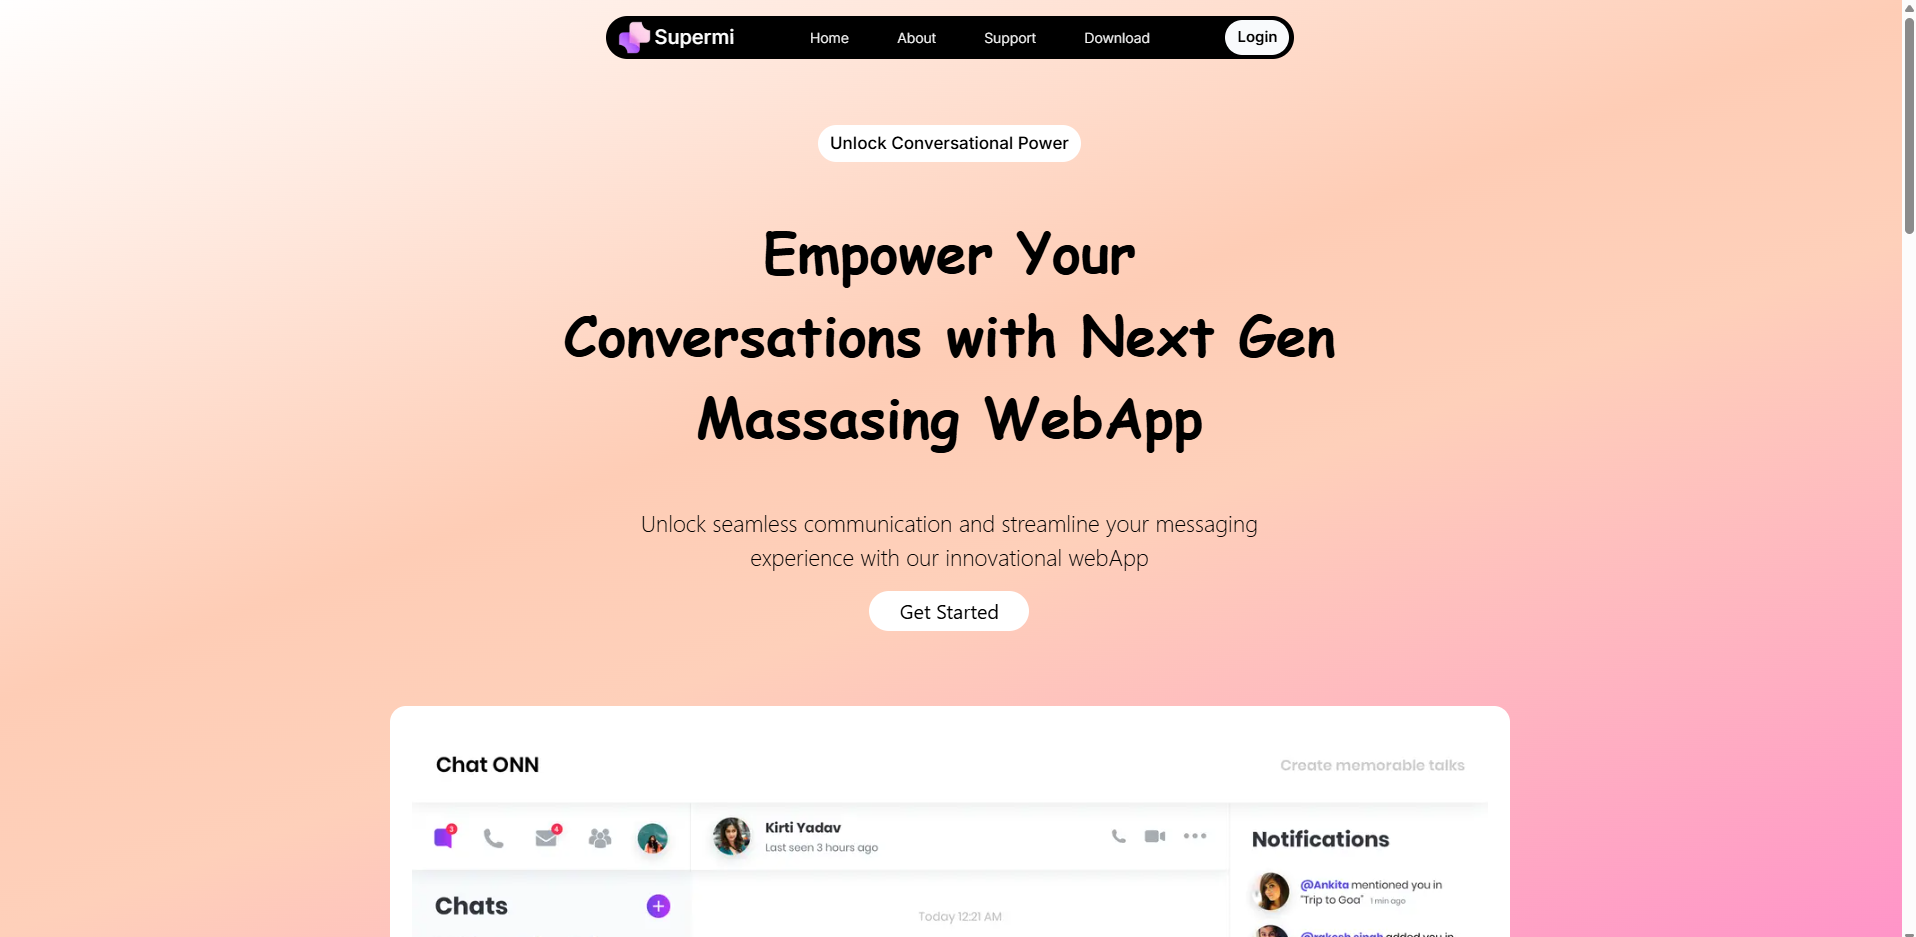 Supermi
Home
About
Support
Download
Login
Unlock Conversational Power
Empower Your
Conversations with Next Gen
Massasing WebApp
Unlock seamless communication and streamline your messaging
experience with our innovational webApp
Get Started
Chat ONN
Create memorable talks
3
4
Kirti Yadav
Last seen 3 hours ago
Notifications
@Ankita mentioned you in
"Trip to Goa" 1 min ago
Chats
Today 12:21 AM
@rakesh singh added you in